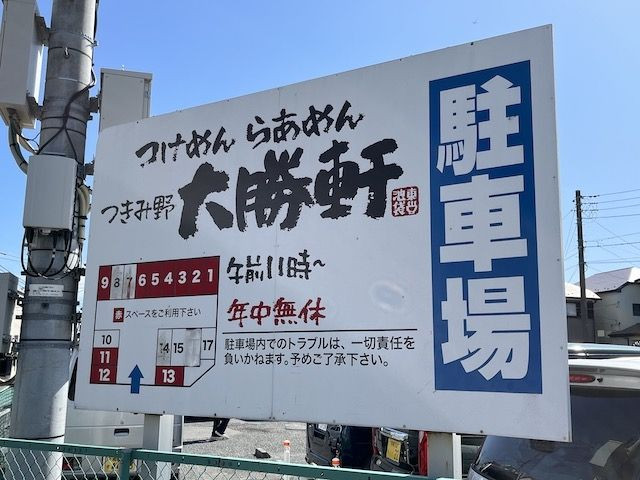 つけめん らあめん
つきみ野 大勝軒 東池袋
駐車場
午前11時~
年中無休
9 8 7 6 5 4 3 2 1
赤 スペースをご利用下さい
10
11
12
14 15 17
13
駐車場内でのトラブルは、一切責任を
負いかねます。予めご了承下さい。